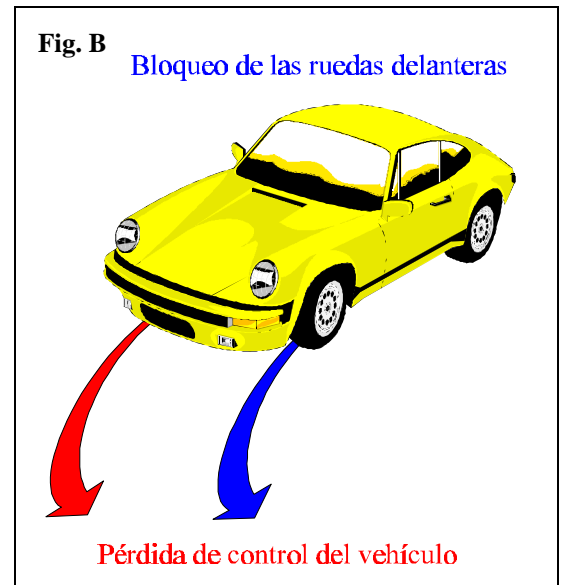 Fig. B
Bloqueo de las ruedas delanteras
Pérdida de control del vehículo